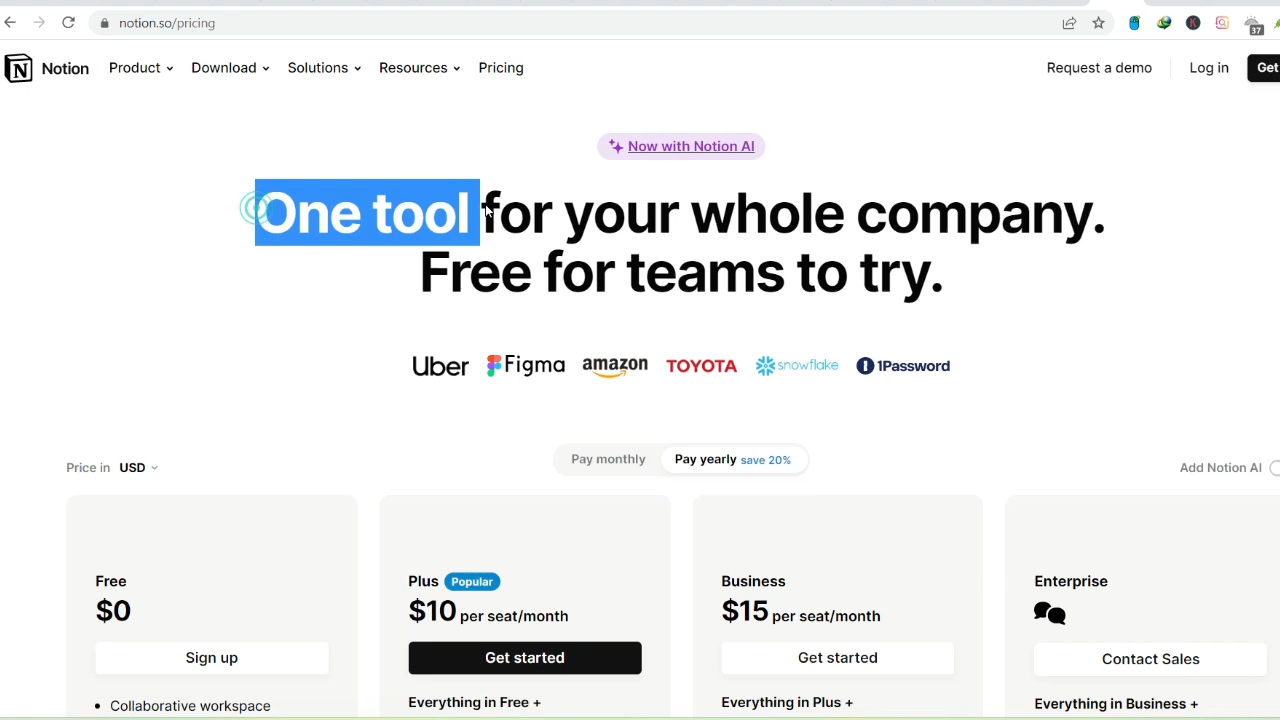 notion.so/pricing
37
Notion Product Download Solutions Resources Pricing Request a demo Log in Get
Now with Notion AI
One tool for your whole company.
Free for teams to try.
Uber Figma amazon TOYOTA snowflake 1Password
Price in USD Pay monthly Pay yearly save 20% Add Notion AI
Free Plus Popular Business Enterprise
$0 $10 per seat/month $15 per seat/month
Sign up Get started Get started Contact Sales
• Collaborative workspace Everything in Free + Everything in Plus + Everything in Business +